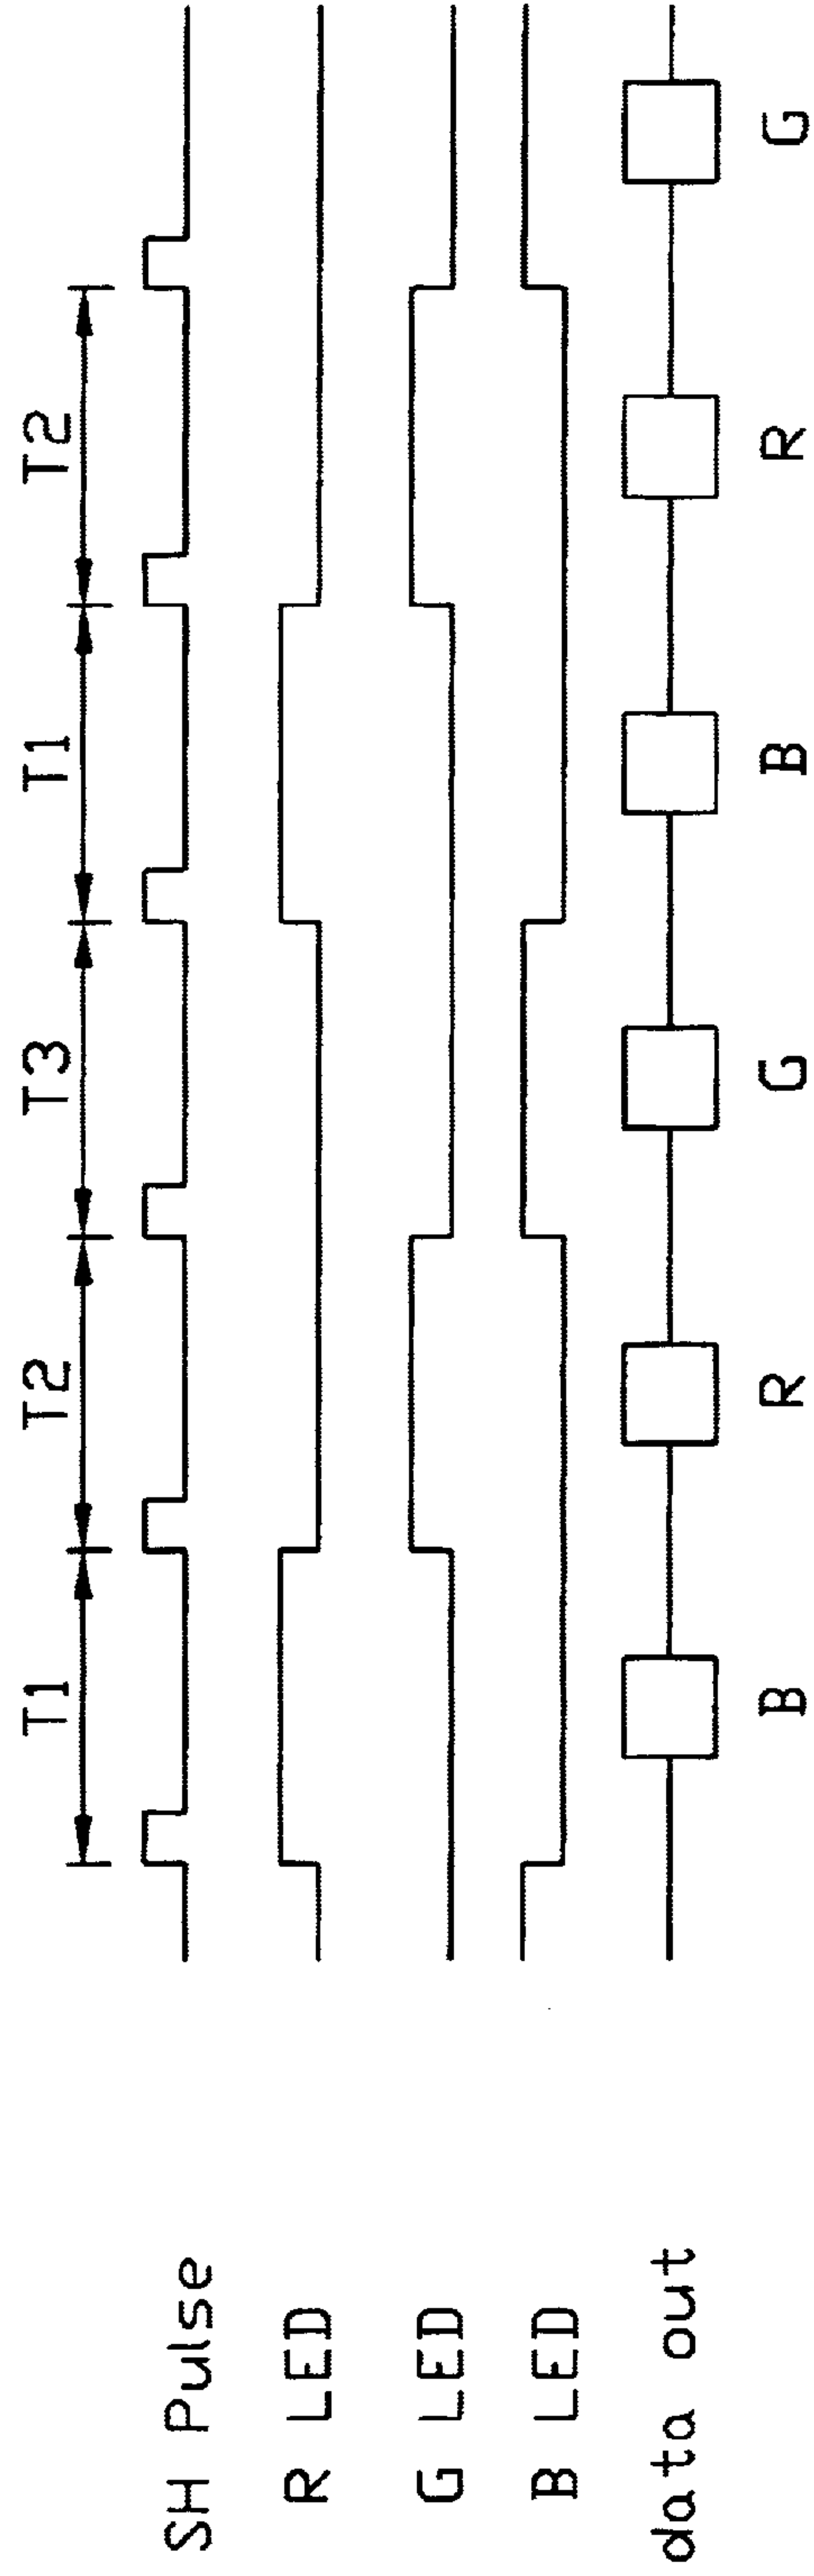 T1 T2 T3 T1 T2
SH Pulse
R LED
G LED
B LED
data out
B R G B R G